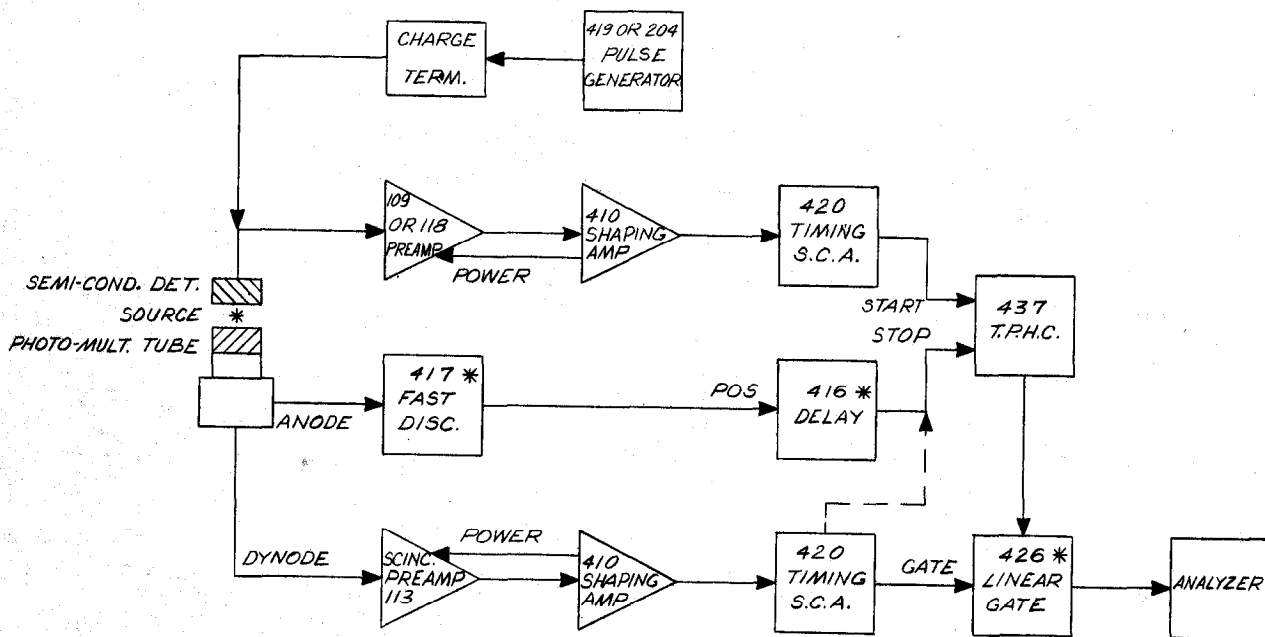 CHARGE
TERM.
419 OR 204
PULSE
GENERATOR
109
OR 118
PREAMP
410
SHAPING
AMP
POWER
420
TIMING
S.C.A.
START
STOP
437
T.P.H.C.
SEMI-COND. DET.
SOURCE *
PHOTO-MULT. TUBE
ANODE
417 *
FAST
DISC.
POS
416 *
DELAY
DYNODE
SCINC.
PREAMP
113
POWER
410
SHAPING
AMP
420
TIMING
S.C.A.
GATE
426 *
LINEAR
GATE
ANALYZER